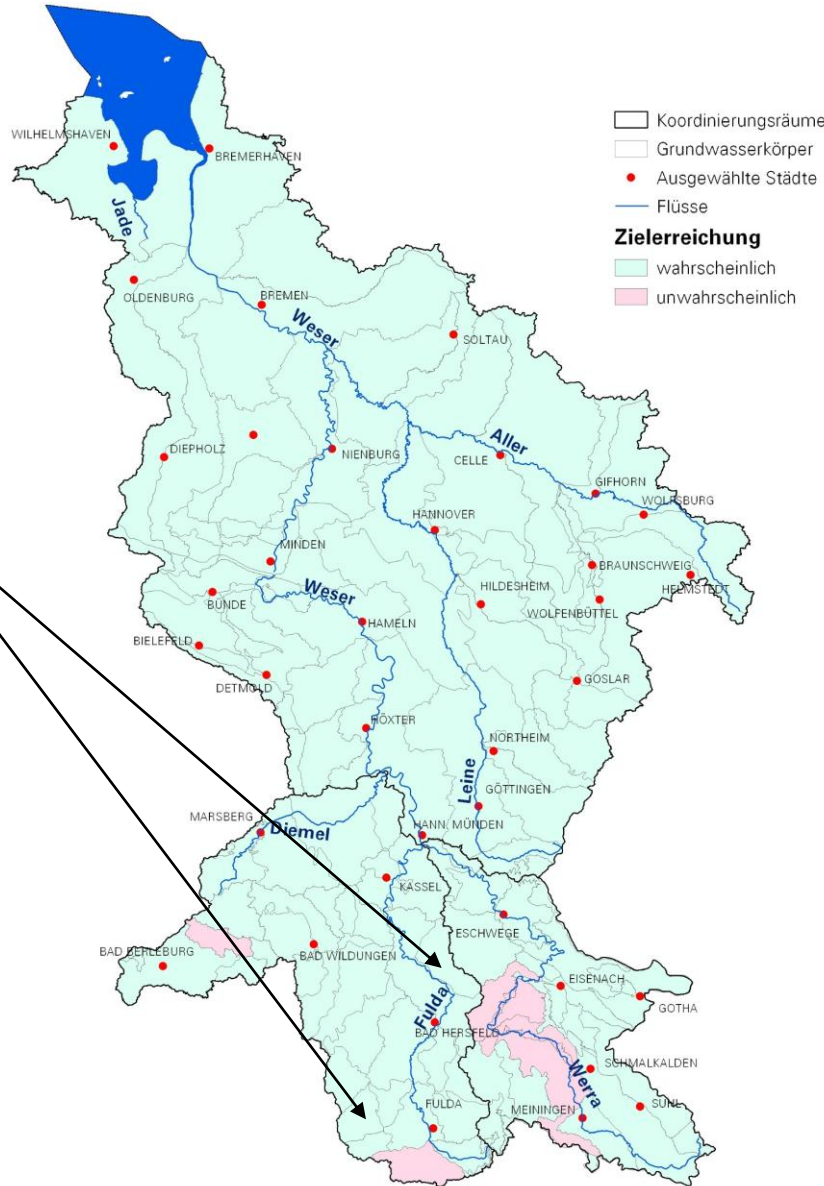 WILHELMSHAVEN
BREMERHAVEN
Jade
OLDENBURG
BREMEN
Weser
SOLTAU
DIEPHOLZ
NIENBURG
Aller
CELLE
GIFHORN
WOLFSBURG
HANNOVER
MINDEN
BRAUNSCHWEIG
HELMSTEDT
BÜNDE
Weser
HILDESHEIM
WOLFENBÜTTEL
HAMELN
BIELEFELD
DETMOLD
GOSLAR
HÖXTER
NORTHEIM
Leine
GÖTTINGEN
MARSBERG
Diemel
HANN. MÜNDEN
KASSEL
ESCHWEGE
BAD BERLEBURG
BAD WILDUNGEN
EISENACH
GOTHA
Fulda
BAD HERSFELD
SCHMALKALDEN
Werra
FULDA
MEININGEN
SUHL
Koordinierungsräume
Grundwasserkörper
Ausgewählte Städte
Flüsse
Zielerreichung
wahrscheinlich
unwahrscheinlich